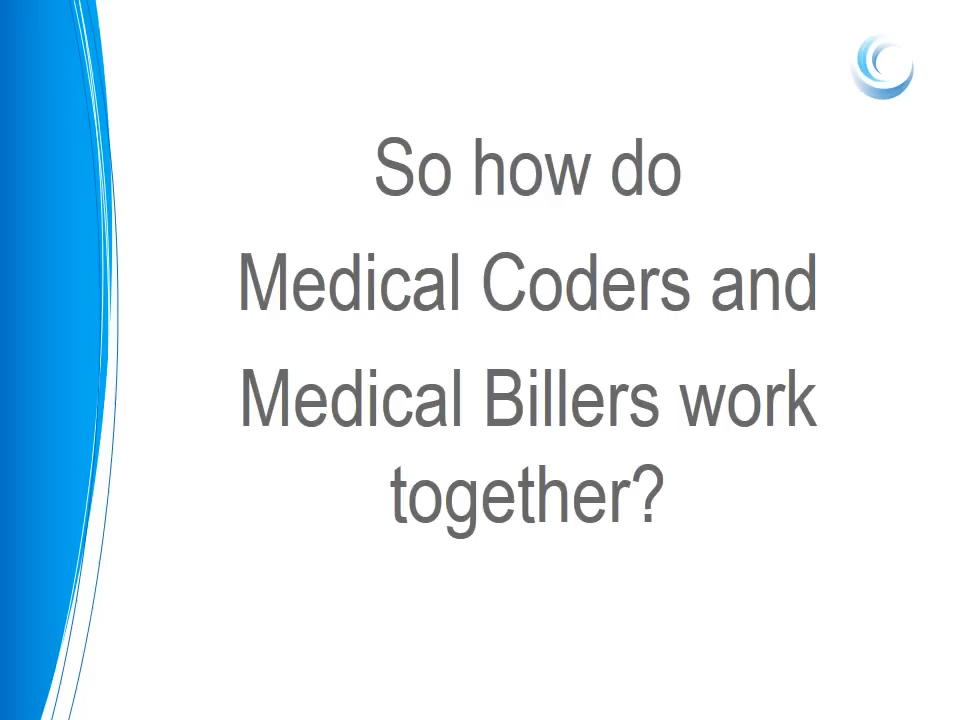 So how do
Medical Coders and
Medical Billers work
together?